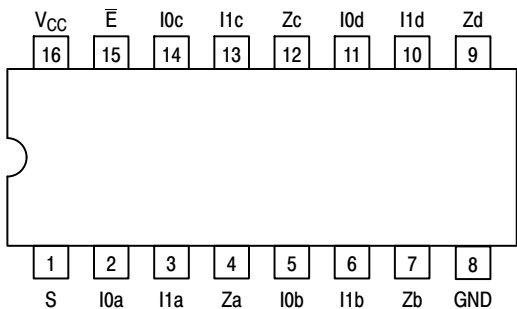 V_CC E̅ I0c I1c Zc I0d I1d Zd
16 15 14 13 12 11 10 9
1 2 3 4 5 6 7 8
S I0a I1a Za I0b I1b Zb GND